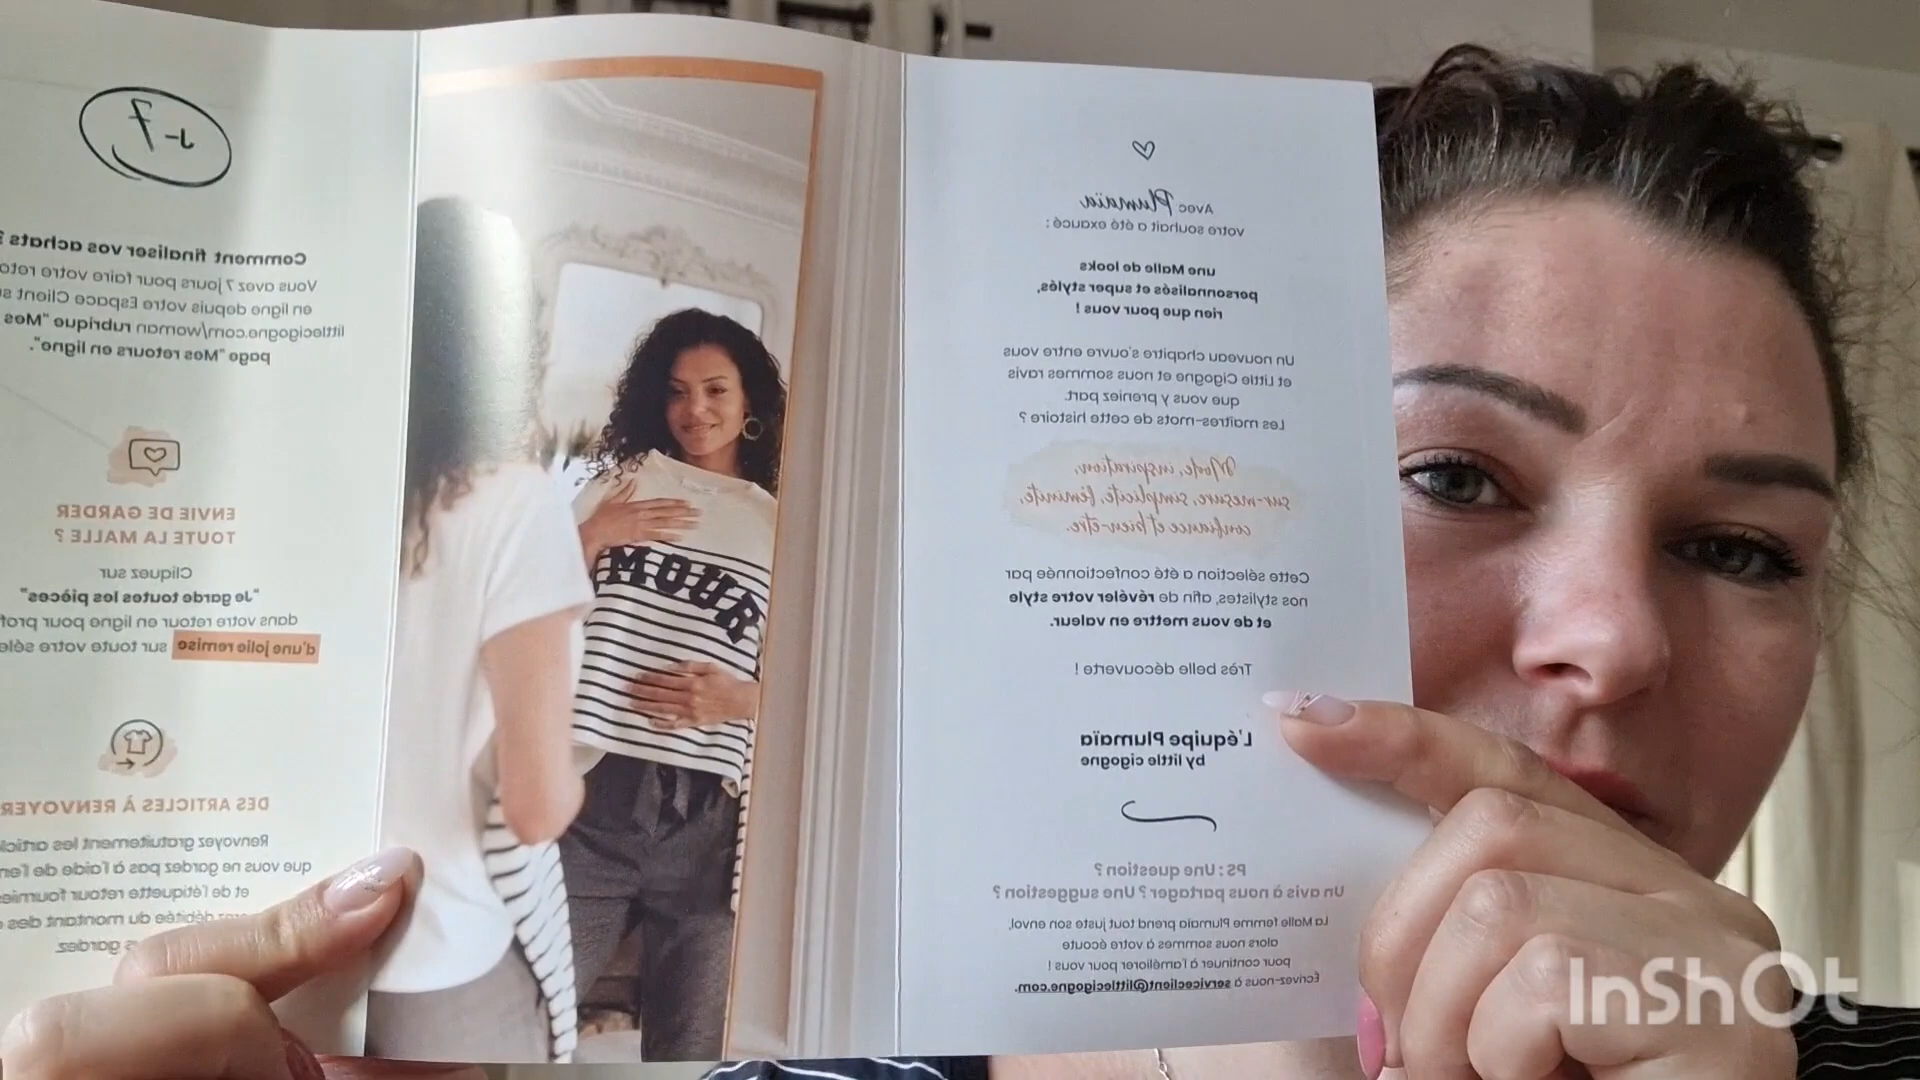 Avec Plumaïa
votre souhait a été exaucé :
une Malle de looks
personnalisés et super stylés,
rien que pour vous !
Un nouveau chapitre s'ouvre entre vous
et Little Cigogne et nous sommes ravis
que vous y preniez part.
Les maîtres-mots de cette histoire ?
Mode, inspiration,
sur-mesure, simplicité, féminité,
confiance et bien-être.
Cette sélection a été confectionnée par
nos stylistes, afin de révéler votre style
et de vous mettre en valeur.
Très belle découverte !
L'équipe Plumaïa
by little cigogne
PS : Une question ?
Un avis à nous partager ? Une suggestion ?
La Malle femme Plumaïa prend tout juste son envol,
alors nous sommes à votre écoute
pour continuer à l'améliorer pour vous !
Écrivez-nous à serviceclient@littlecigogne.com.
MOUR
J-7
Comment finaliser vos achats ?
Vous avez 7 jours pour faire votre
en ligne depuis votre Espace Client
littlecigogne.com/woman rubrique "Mes
page "Mes retours en ligne".
ENVIE DE GARDER
TOUTE LA MALLE ?
Cliquez sur
"Je garde toutes les pièces"
dans votre retour en ligne pour
d'une jolie remise sur toute votre
DES ARTICLES À RENVOYER
Renvoyez gratuitement les
que vous ne gardez pas à l'aide de
et de l'étiquette retour
débitée du montant des
gardez.
InShOt